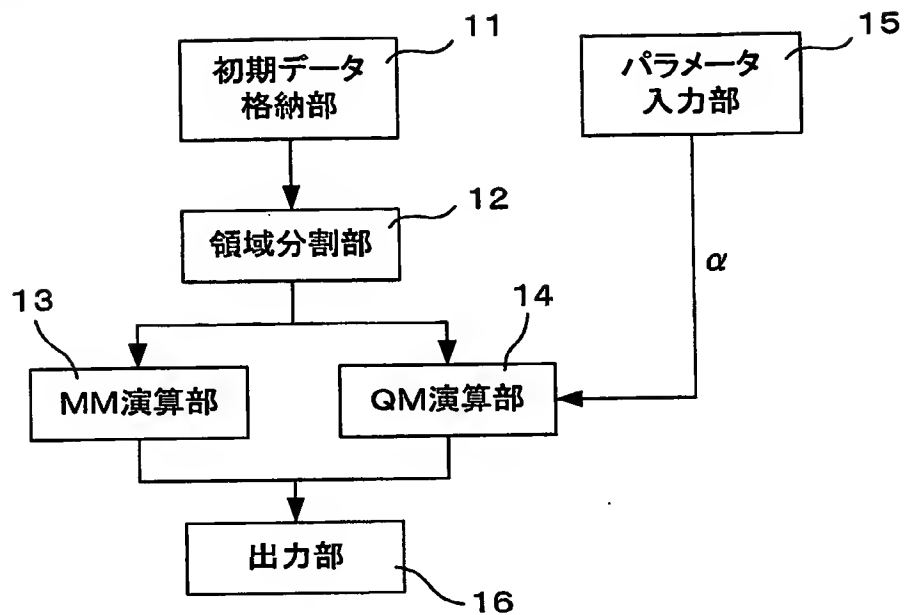 11
初期データ
格納部
15
パラメータ
入力部
12
領域分割部
α
13
MM演算部
14
QM演算部
出力部
16